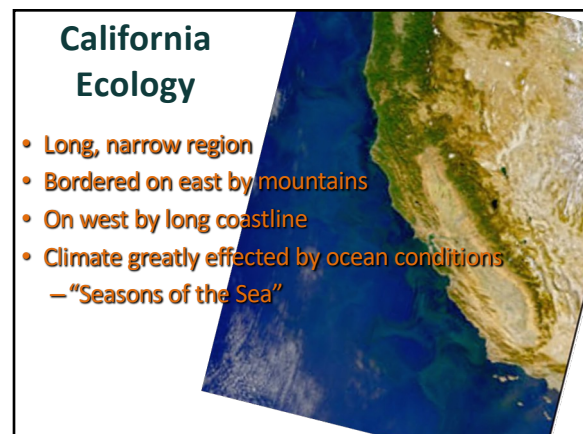 California
Ecology
• Long, narrow region
• Bordered on east by mountains
• On west by long coastline
• Climate greatly effected by ocean conditions
– "Seasons of the Sea"